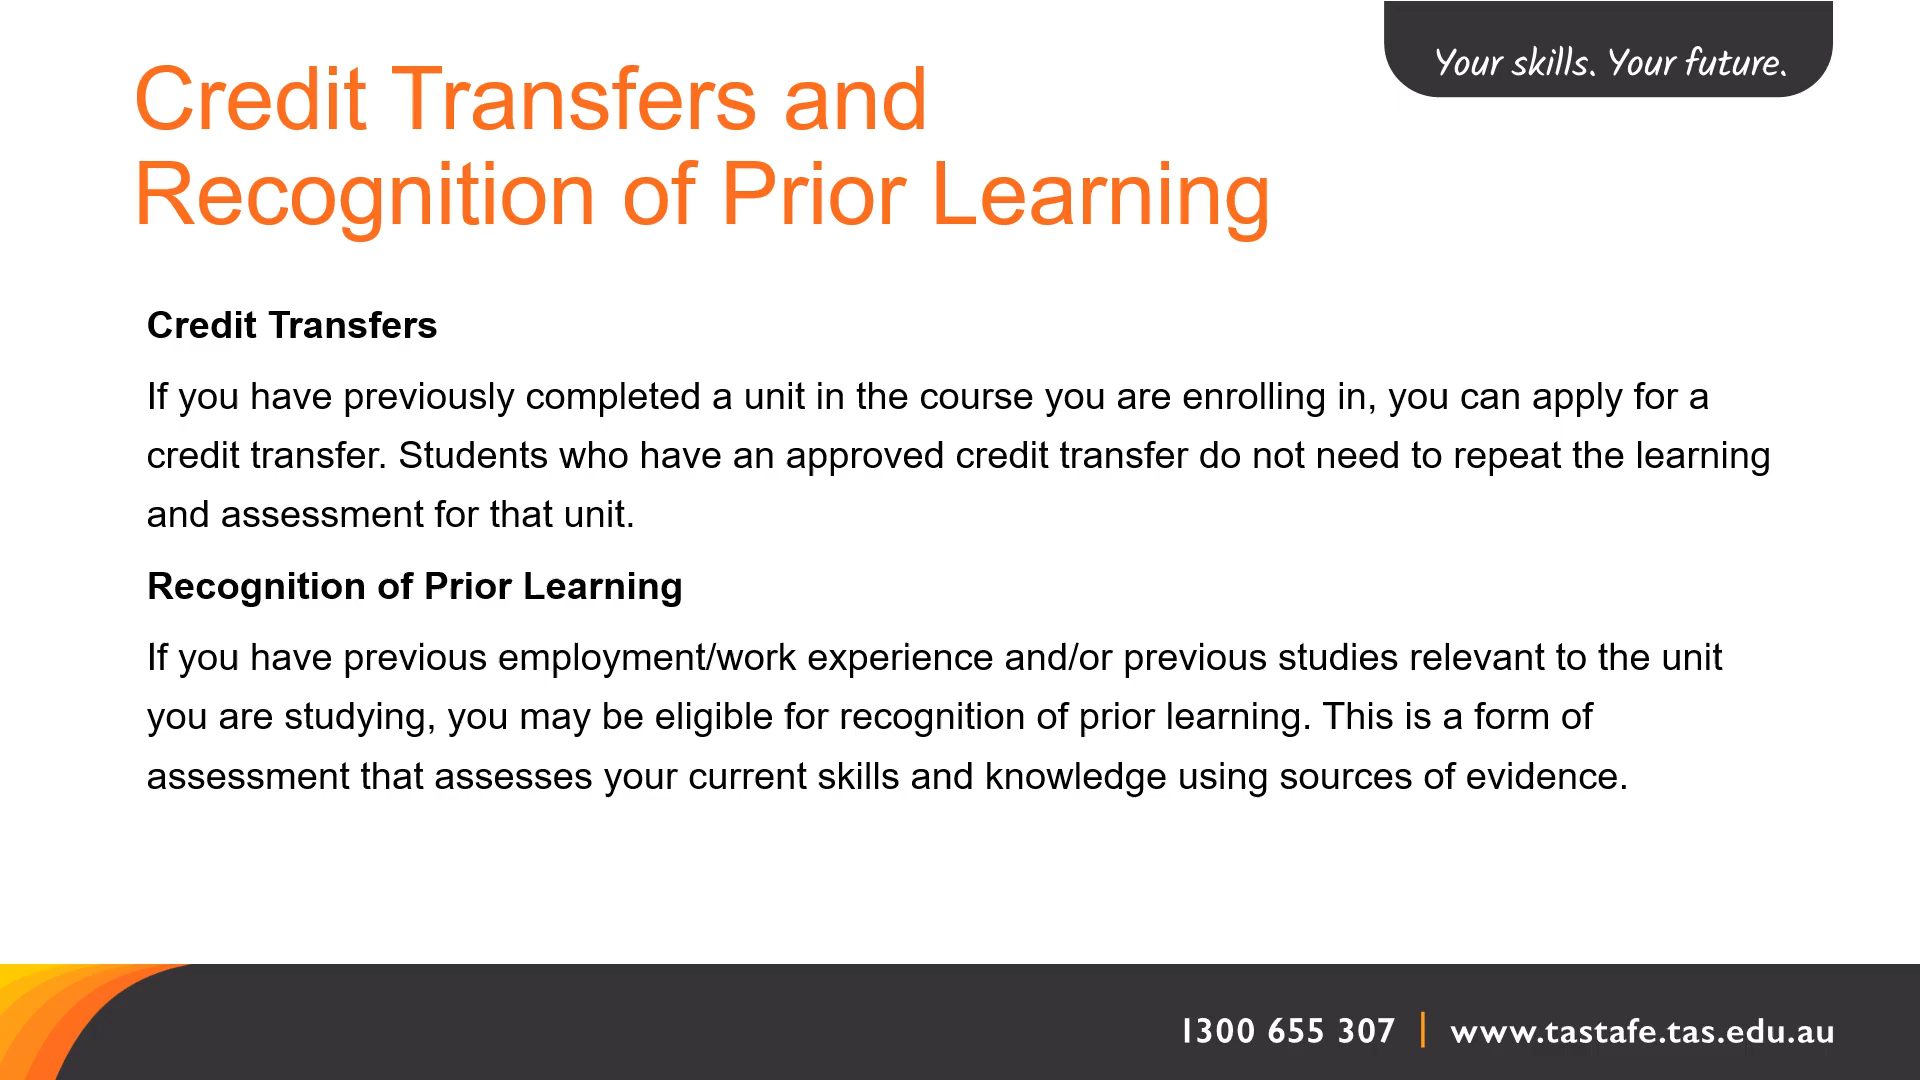 Your skills. Your future.
Credit Transfers and
Recognition of Prior Learning
Credit Transfers
If you have previously completed a unit in the course you are enrolling in, you can apply for a
credit transfer. Students who have an approved credit transfer do not need to repeat the learning
and assessment for that unit.
Recognition of Prior Learning
If you have previous employment/work experience and/or previous studies relevant to the unit
you are studying, you may be eligible for recognition of prior learning. This is a form of
assessment that assesses your current skills and knowledge using sources of evidence.
1300 655 307 | www.tastafe.tas.edu.au